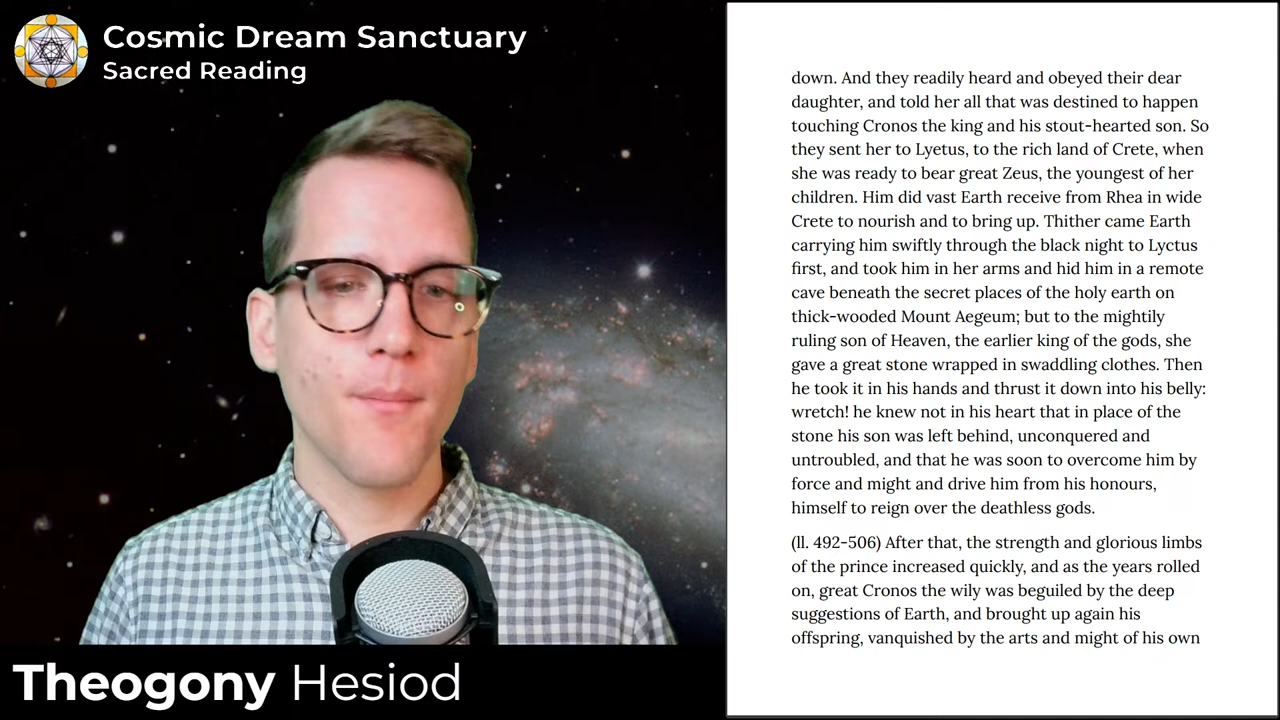 Cosmic Dream Sanctuary
Sacred Reading
down. And they readily heard and obeyed their dear
daughter, and told her all that was destined to happen
touching Cronos the king and his stout-hearted son. So
they sent her to Lyetus, to the rich land of Crete, when
she was ready to bear great Zeus, the youngest of her
children. Him did vast Earth receive from Rhea in wide
Crete to nourish and to bring up. Thither came Earth
carrying him swiftly through the black night to Lyctus
first, and took him in her arms and hid him in a remote
cave beneath the secret places of the holy earth on
thick-wooded Mount Aegeum; but to the mightily
ruling son of Heaven, the earlier king of the gods, she
gave a great stone wrapped in swaddling clothes. Then
he took it in his hands and thrust it down into his belly:
wretch! he knew not in his heart that in place of the
stone his son was left behind, unconquered and
untroubled, and that he was soon to overcome him by
force and might and drive him from his honours,
himself to reign over the deathless gods.
(ll. 492-506) After that, the strength and glorious limbs
of the prince increased quickly, and as the years rolled
on, great Cronos the wily was beguiled by the deep
suggestions of Earth, and brought up again his
offspring, vanquished by the arts and might of his own
Theogony Hesiod